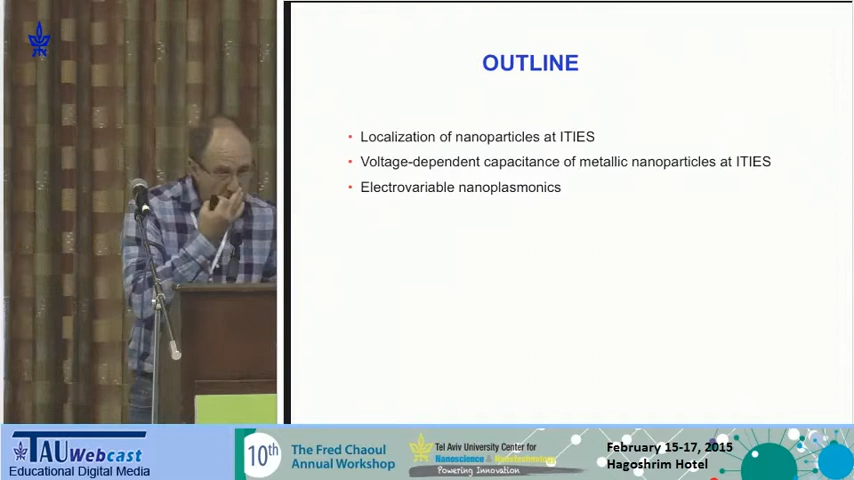 OUTLINE
• Localization of nanoparticles at ITIES
• Voltage-dependent capacitance of metallic nanoparticles at ITIES
• Electrovariable nanoplasmonics
TAU Webcast
Educational Digital Media
10th
The Fred Chaoul
Annual Workshop
Tel Aviv University Center for
Nanoscience & Nanotechnology
Powering Innovation
February 15-17, 2015
Hagoshrim Hotel